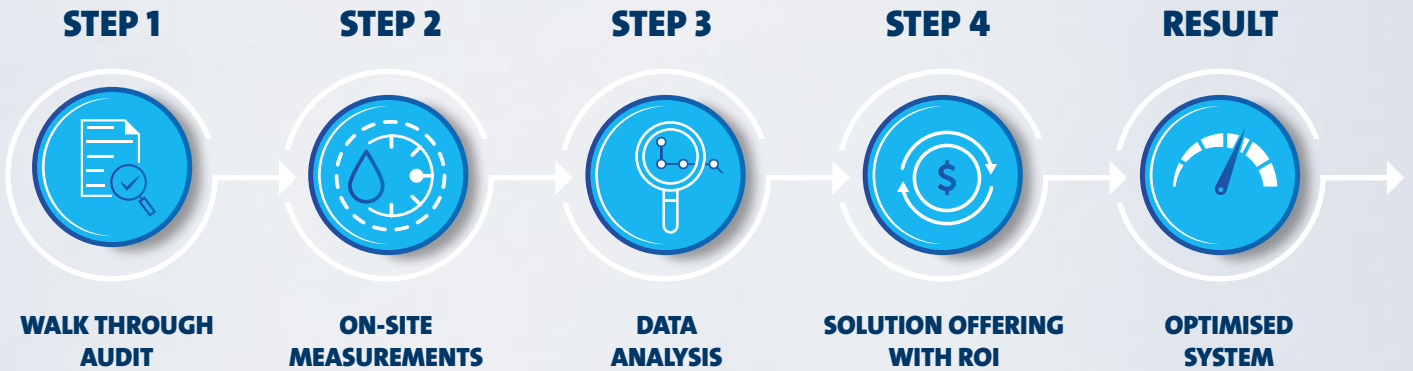 STEP 1
STEP 2
STEP 3
STEP 4
RESULT
$
WALK THROUGH
AUDIT
ON-SITE
MEASUREMENTS
DATA
ANALYSIS
SOLUTION OFFERING
WITH ROI
OPTIMISED
SYSTEM